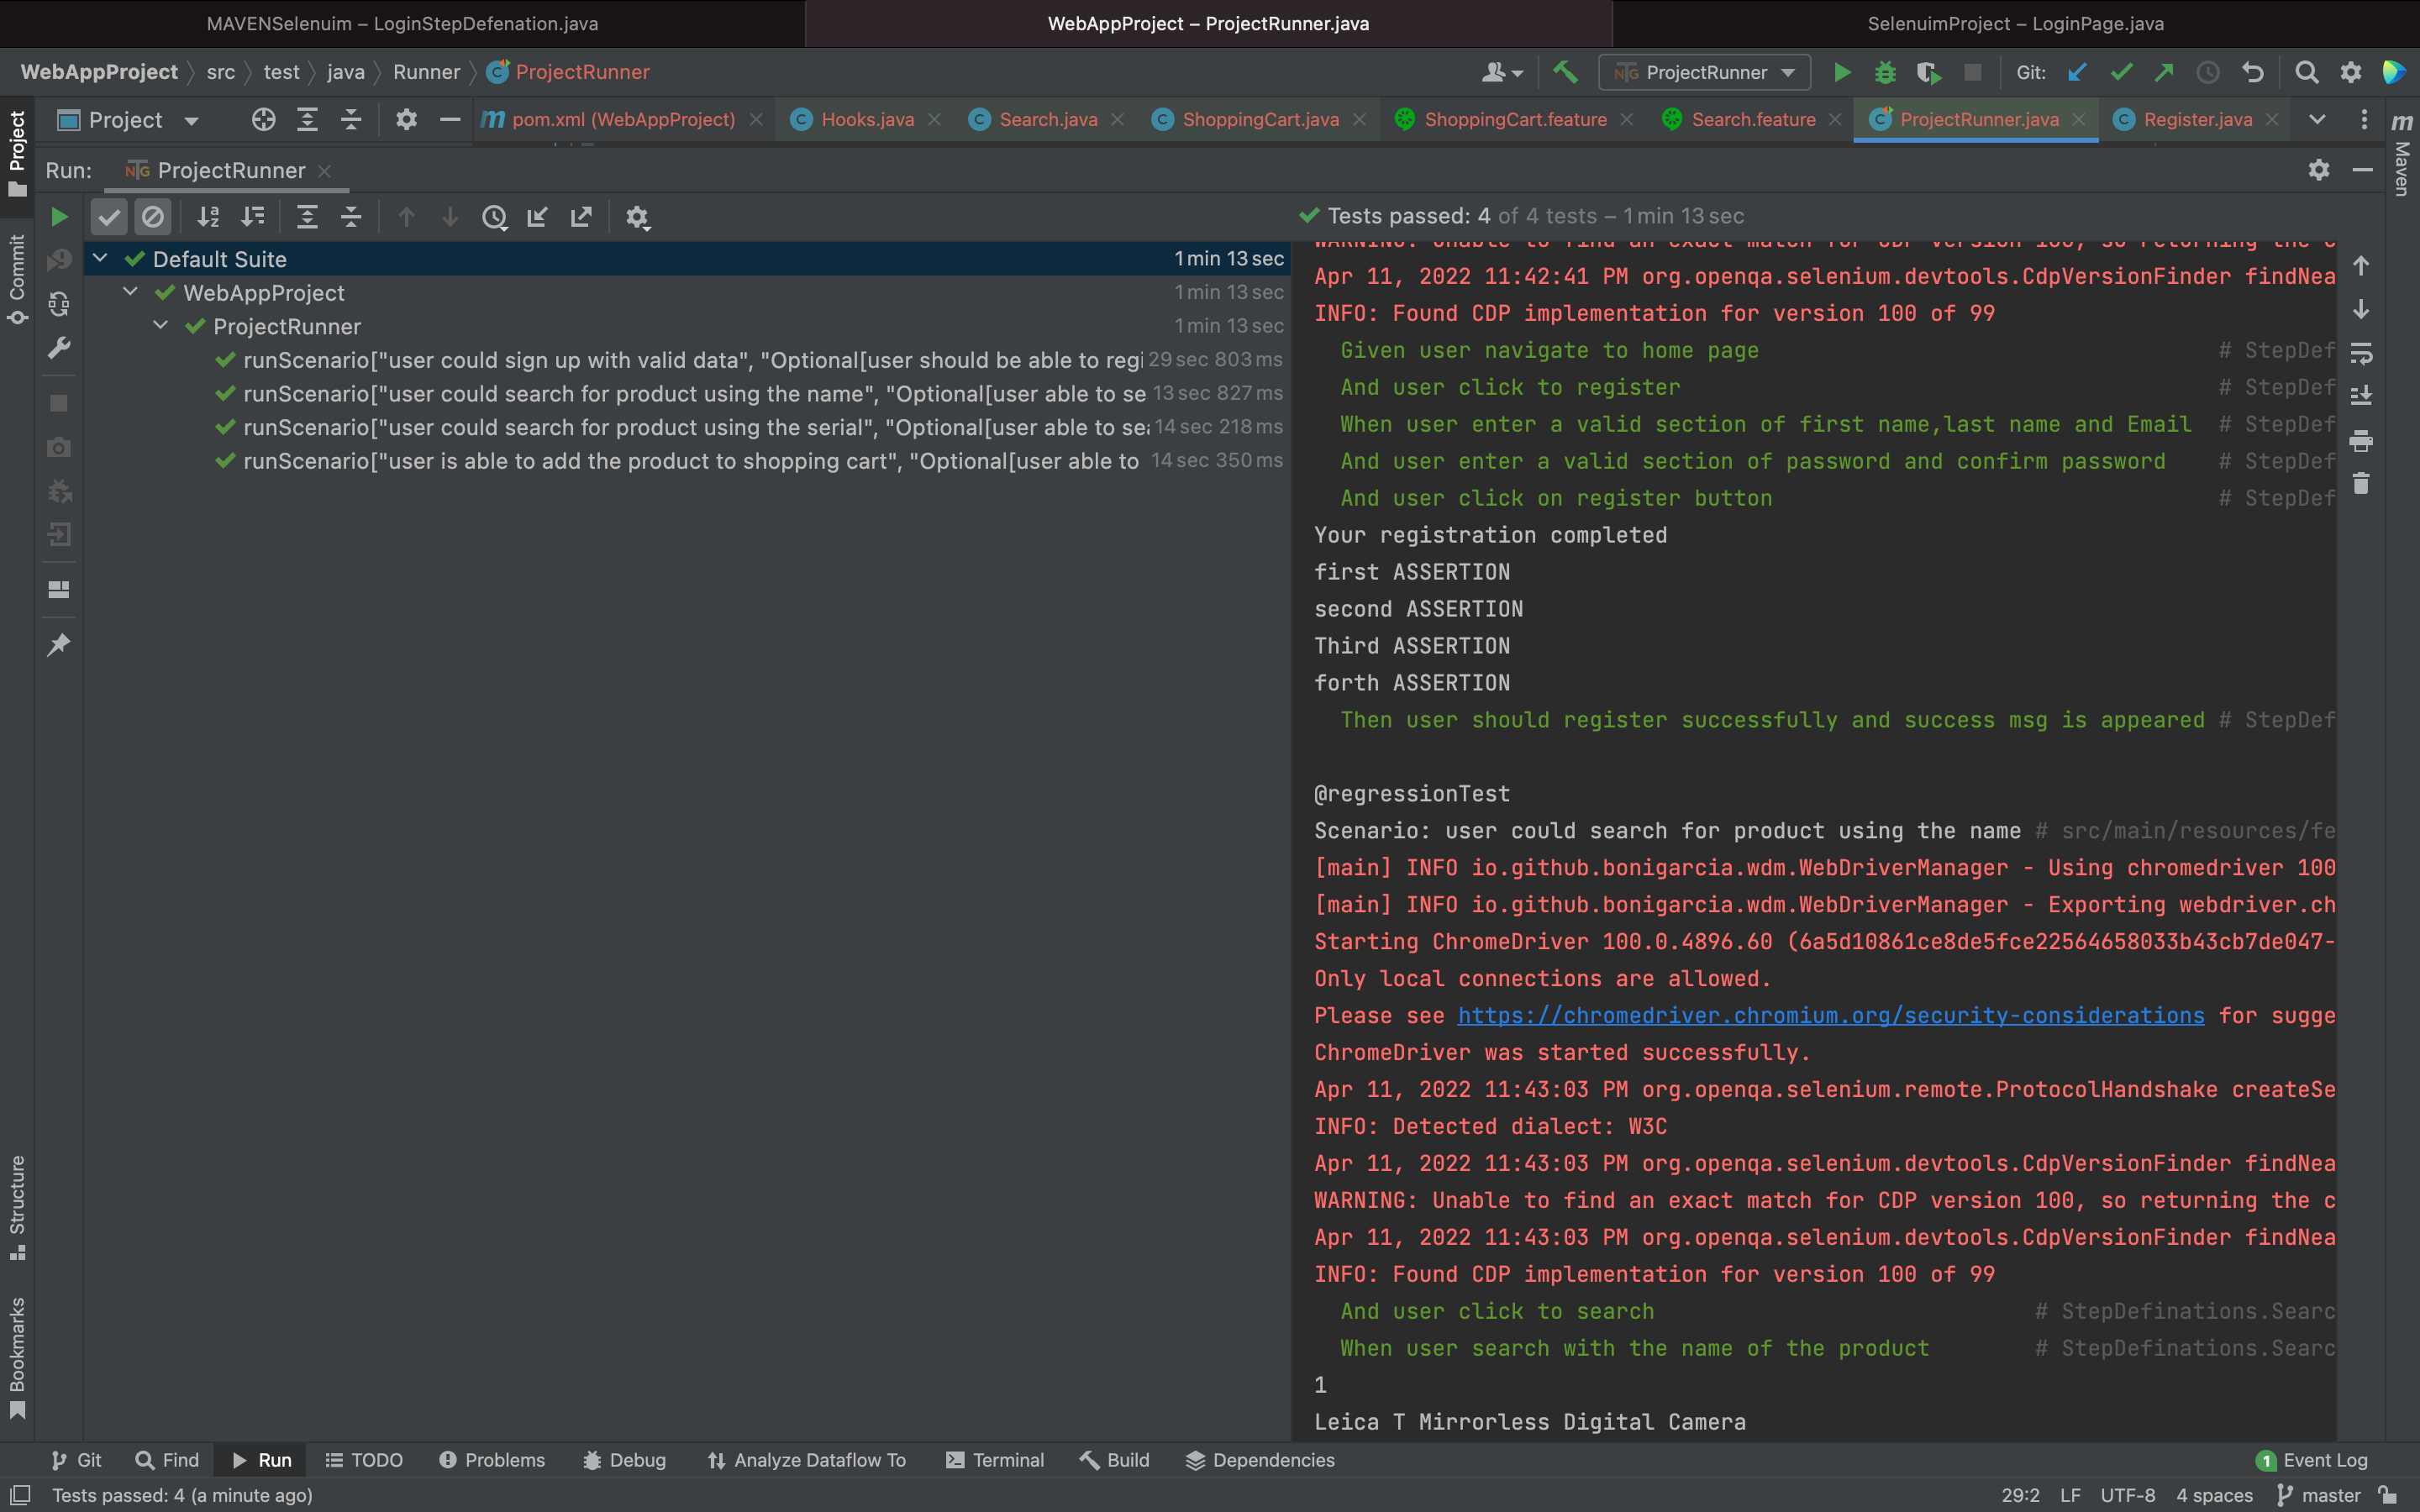 MAVENSelenuim – LoginStepDefenation.java
WebAppProject – ProjectRunner.java
SelenuimProject – LoginPage.java
WebAppProject src test java Runner ProjectRunner
ProjectRunner Git:
Project
pom.xml (WebAppProject) Hooks.java Search.java ShoppingCart.java ShoppingCart.feature Search.feature ProjectRunner.java Register.java
Project
Commit
Structure
Bookmarks
Maven
Run: ProjectRunner
Tests passed: 4 of 4 tests – 1 min 13 sec
Default Suite 1 min 13 sec
WebAppProject 1 min 13 sec
ProjectRunner 1 min 13 sec
runScenario["user could sign up with valid data", "Optional[user should be able to regi 29 sec 803 ms
runScenario["user could search for product using the name", "Optional[user able to se 13 sec 827 ms
runScenario["user could search for product using the serial", "Optional[user able to sea 14 sec 218 ms
runScenario["user is able to add the product to shopping cart", "Optional[user able to 14 sec 350 ms
WARNING: Unable to find an exact match for CDP version 100, so returning the c
Apr 11, 2022 11:42:41 PM org.openqa.selenium.devtools.CdpVersionFinder findNea
INFO: Found CDP implementation for version 100 of 99
Given user navigate to home page # StepDef
And user click to register # StepDef
When user enter a valid section of first name,last name and Email # StepDef
And user enter a valid section of password and confirm password # StepDef
And user click on register button # StepDef
Your registration completed
first ASSERTION
second ASSERTION
Third ASSERTION
forth ASSERTION
Then user should register successfully and success msg is appeared # StepDef
@regressionTest
Scenario: user could search for product using the name # src/main/resources/fe
[main] INFO io.github.bonigarcia.wdm.WebDriverManager - Using chromedriver 100
[main] INFO io.github.bonigarcia.wdm.WebDriverManager - Exporting webdriver.ch
Starting ChromeDriver 100.0.4896.60 (6a5d10861ce8de5fce22564658033b43cb7de047-
Only local connections are allowed.
Please see https://chromedriver.chromium.org/security-considerations for sugge
ChromeDriver was started successfully.
Apr 11, 2022 11:43:03 PM org.openqa.selenium.remote.ProtocolHandshake createSe
INFO: Detected dialect: W3C
Apr 11, 2022 11:43:03 PM org.openqa.selenium.devtools.CdpVersionFinder findNea
WARNING: Unable to find an exact match for CDP version 100, so returning the c
Apr 11, 2022 11:43:03 PM org.openqa.selenium.devtools.CdpVersionFinder findNea
INFO: Found CDP implementation for version 100 of 99
And user click to search # StepDefinations.Searc
When user search with the name of the product # StepDefinations.Searc
1
Leica T Mirrorless Digital Camera
Git Find Run TODO Problems Debug Analyze Dataflow To Terminal Build Dependencies 1 Event Log
Tests passed: 4 (a minute ago) 29:2 LF UTF-8 4 spaces master